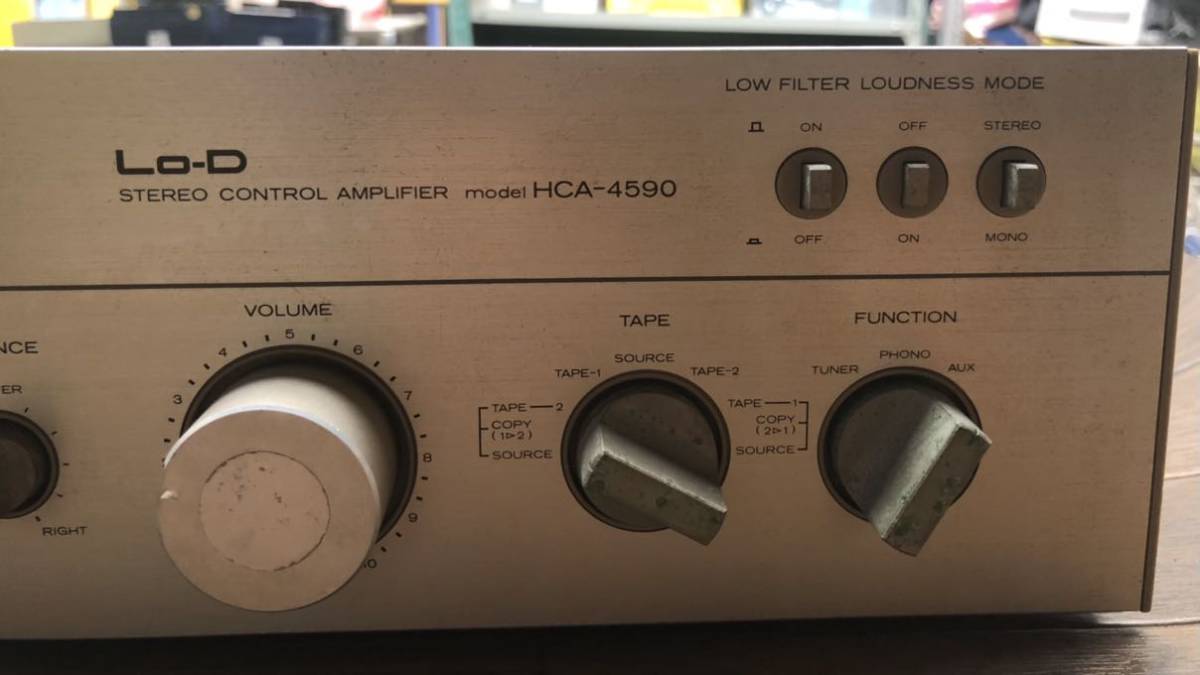 LOW FILTER LOUDNESS MODE
ON OFF STEREO
Lo-D
STEREO CONTROL AMPLIFIER model HCA-4590
OFF ON MONO
VOLUME
TAPE
FUNCTION
NCE
ER
RIGHT
3 4 5 6 7 8 9 10
TAPE-1 SOURCE TAPE-2
TAPE 2
COPY
(1▷2)
SOURCE
TAPE 1
COPY
(2▷1)
SOURCE
TUNER PHONO AUX